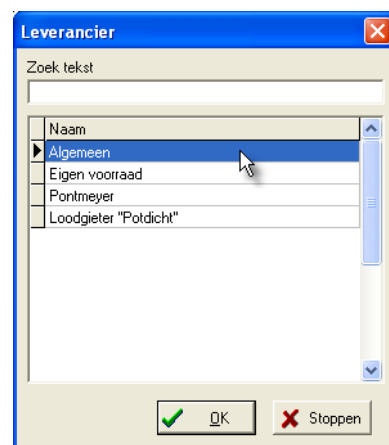 Leverancier
Zoek tekst
Naam
Algemeen
Eigen voorraad
Pontmeyer
Loodgieter "Potdicht"
OK
Stoppen